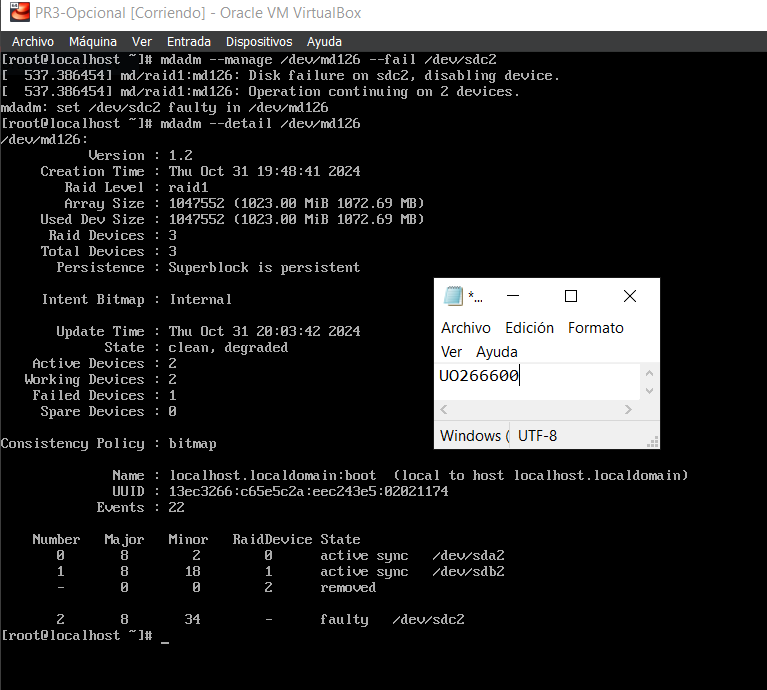 PR3-Opcional [Corriendo] - Oracle VM VirtualBox
Archivo Máquina Ver Entrada Dispositivos Ayuda
[root@localhost ~]# mdadm --manage /dev/md126 --fail /dev/sdc2
[  537.386454] md/raid1:md126: Disk failure on sdc2, disabling device.
[  537.386454] md/raid1:md126: Operation continuing on 2 devices.
mdadm: set /dev/sdc2 faulty in /dev/md126
[root@localhost ~]# mdadm --detail /dev/md126
/dev/md126:
Version : 1.2
Creation Time : Thu Oct 31 19:48:41 2024
Raid Level : raid1
Array Size : 1047552 (1023.00 MiB 1072.69 MB)
Used Dev Size : 1047552 (1023.00 MiB 1072.69 MB)
Raid Devices : 3
Total Devices : 3
Persistence : Superblock is persistent
Intent Bitmap : Internal
Update Time : Thu Oct 31 20:03:42 2024
State : clean, degraded
Active Devices : 2
Working Devices : 2
Failed Devices : 1
Spare Devices : 0
Consistency Policy : bitmap
Name : localhost.localdomain:boot  (local to host localhost.localdomain)
UUID : 13ec3266:c65e5c2a:eec243e5:02021174
Events : 22
Number   Major   Minor   RaidDevice State
0       8        2        0      active sync   /dev/sda2
1       8       18        1      active sync   /dev/sdb2
-       0        0        2      removed
2       8       34        -      faulty   /dev/sdc2
[root@localhost ~]# _
*...
Archivo Edición Formato
Ver Ayuda
UO266600
Windows ( UTF-8